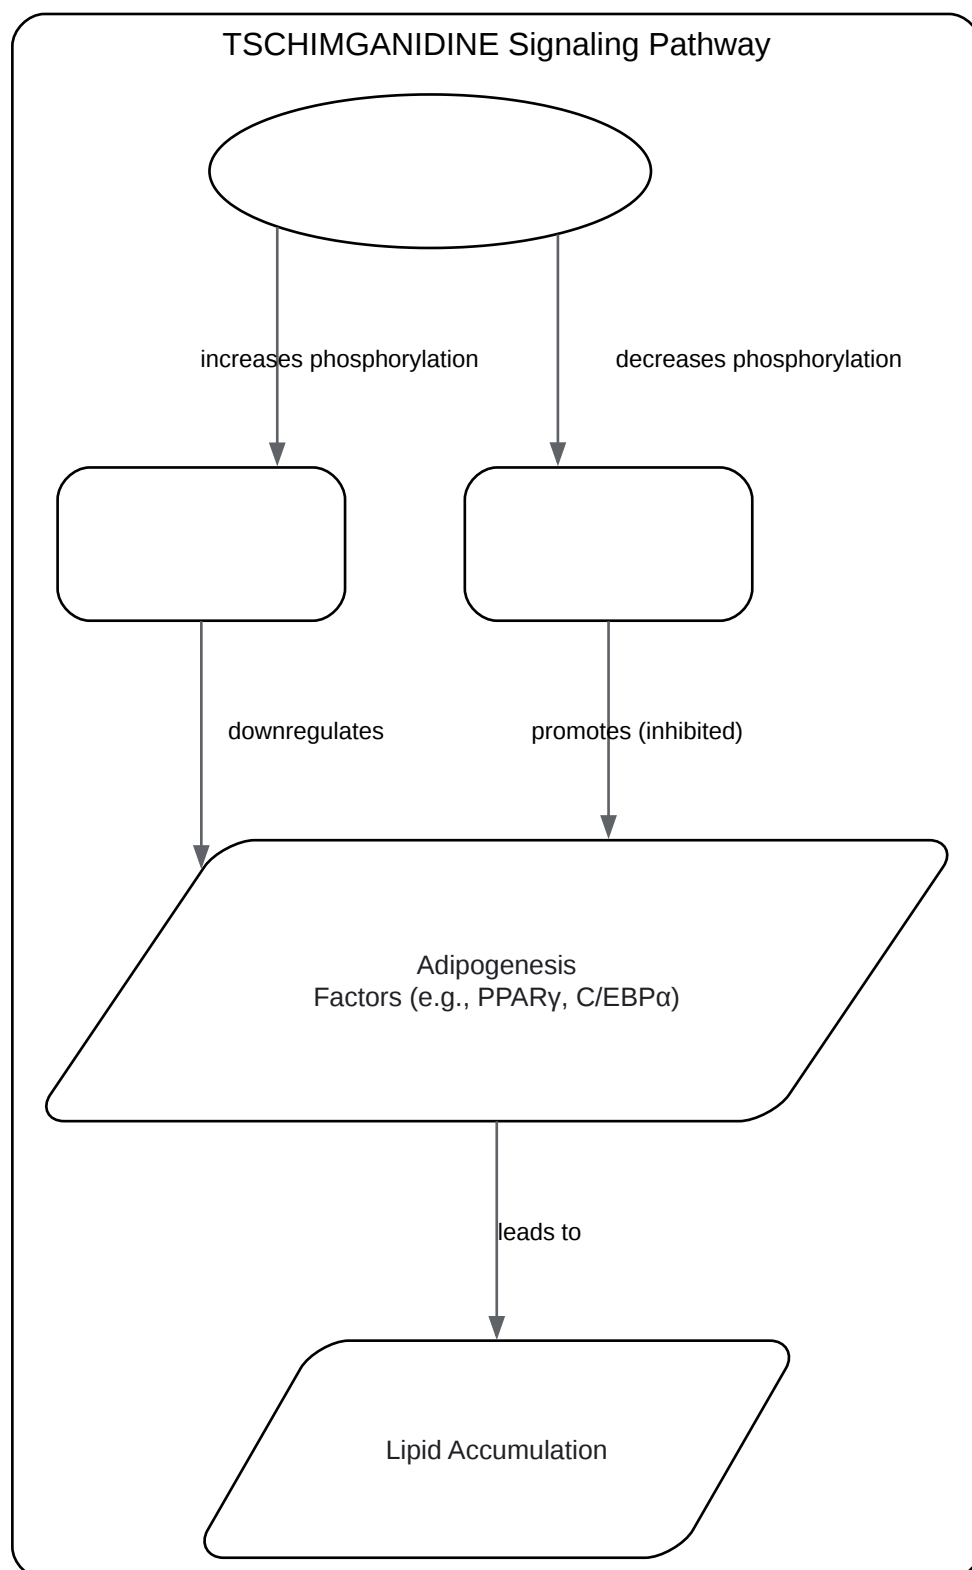 TSCHIMGANIDINE Signaling Pathway
increases phosphorylation
decreases phosphorylation
downregulates
promotes (inhibited)
Adipogenesis
Factors (e.g., PPARγ, C/EBPα)
leads to
Lipid Accumulation